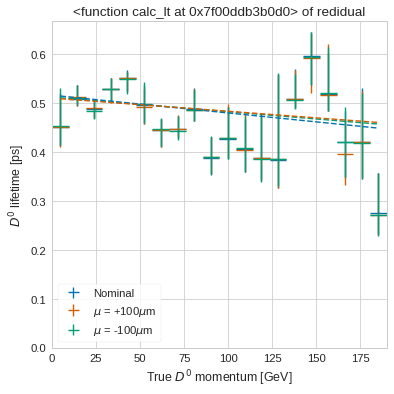 <function calc_lt at 0x7f00ddb3b0d0> of redidual
D⁰ lifetime [ps]
0.6
0.5
0.4
0.3
0.2
0.1
0.0
Nominal
μ = +100μm
μ = -100μm
0 25 50 75 100 125 150 175
True D⁰ momentum [GeV]